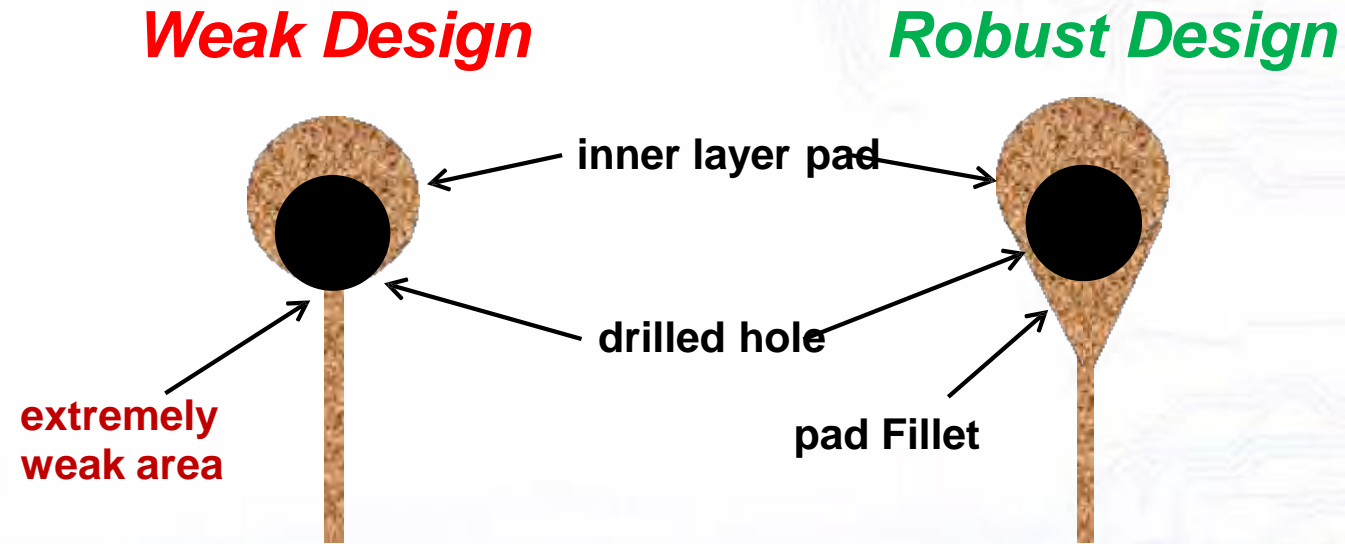 Weak Design
Robust Design
inner layer pad
drilled hole
extremely
weak area
pad Fillet